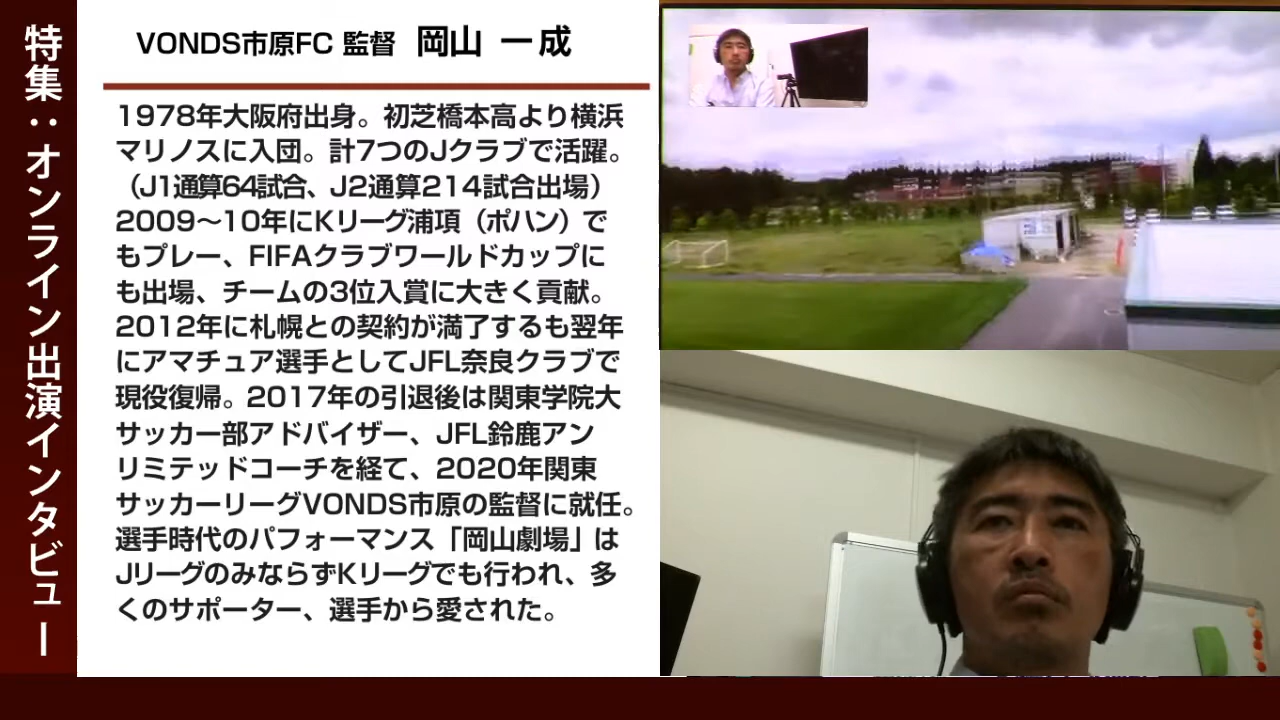 特集：オンライン出演インタビュー
VONDS市原FC 監督 岡山 一成
1978年大阪府出身。初芝橋本高より横浜
マリノスに入団。計7つのJクラブで活躍。
（J1通算64試合、J2通算214試合出場）
2009〜10年にKリーグ浦項（ポハン）で
もプレー、FIFAクラブワールドカップに
も出場、チームの3位入賞に大きく貢献。
2012年に札幌との契約が満了するも翌年
にアマチュア選手としてJFL奈良クラブで
現役復帰。2017年の引退後は関東学院大
サッカー部アドバイザー、JFL鈴鹿アン
リミテッドコーチを経て、2020年関東
サッカーリーグVONDS市原の監督に就任。
選手時代のパフォーマンス「岡山劇場」は
JリーグのみならずKリーグでも行われ、多
くのサポーター、選手から愛された。